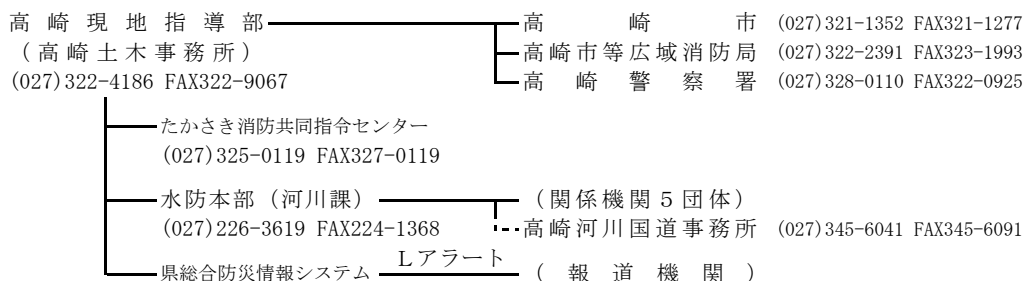 高崎現地指導部 高崎市 (027)321-1352 FAX321-1277
(高崎土木事務所) 高崎市等広域消防局 (027)322-2391 FAX323-1993
(027)322-4186 FAX322-9067 高崎警察署 (027)328-0110 FAX322-0925
たかさき消防共同指令センター
(027)325-0119 FAX327-0119
水防本部(河川課) (関係機関5団体)
(027)226-3619 FAX224-1368 高崎河川国道事務所 (027)345-6041 FAX345-6091
県総合防災情報システム Lアラート (報道機関)